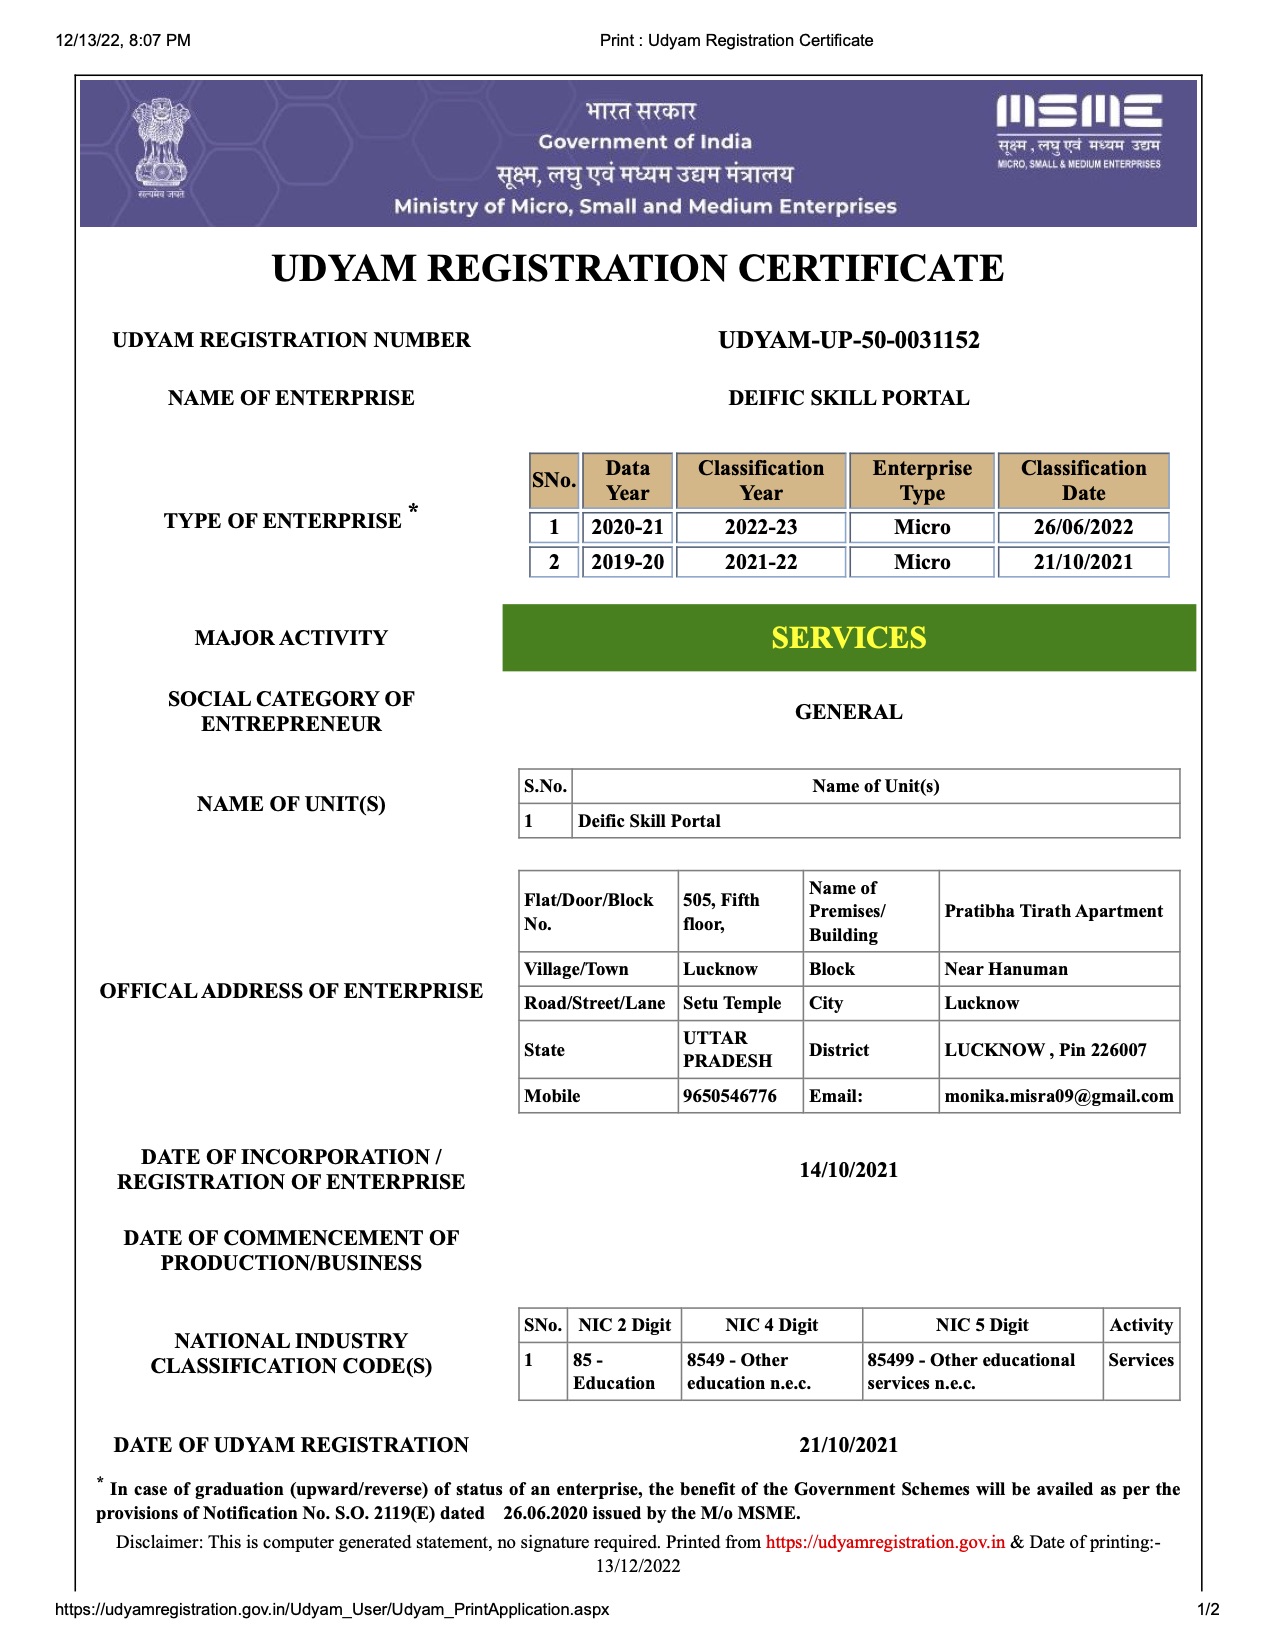 12/13/22, 8:07 PM
Print : Udyam Registration Certificate
भारत सरकार
Government of India
सूक्ष्म, लघु एवं मध्यम उद्यम मंत्रालय
Ministry of Micro, Small and Medium Enterprises
सत्यमेव जयते
MSME
सूक्ष्म , लघु एवं मध्यम उद्यम
MICRO, SMALL & MEDIUM ENTERPRISES
UDYAM REGISTRATION CERTIFICATE
UDYAM REGISTRATION NUMBER
UDYAM-UP-50-0031152
NAME OF ENTERPRISE
DEIFIC SKILL PORTAL
TYPE OF ENTERPRISE *
SNo. Data Year Classification Year Enterprise Type Classification Date
1 2020-21 2022-23 Micro 26/06/2022
2 2019-20 2021-22 Micro 21/10/2021
MAJOR ACTIVITY
SERVICES
SOCIAL CATEGORY OF
ENTREPRENEUR
GENERAL
NAME OF UNIT(S)
S.No. Name of Unit(s)
1 Deific Skill Portal
OFFICAL ADDRESS OF ENTERPRISE
Flat/Door/Block No. 505, Fifth floor, Name of Premises/ Building Pratibha Tirath Apartment
Village/Town Lucknow Block Near Hanuman
Road/Street/Lane Setu Temple City Lucknow
State UTTAR PRADESH District LUCKNOW , Pin 226007
Mobile 9650546776 Email: monika.misra09@gmail.com
DATE OF INCORPORATION /
REGISTRATION OF ENTERPRISE
14/10/2021
DATE OF COMMENCEMENT OF
PRODUCTION/BUSINESS
NATIONAL INDUSTRY
CLASSIFICATION CODE(S)
SNo. NIC 2 Digit NIC 4 Digit NIC 5 Digit Activity
1 85 - Education 8549 - Other education n.e.c. 85499 - Other educational services n.e.c. Services
DATE OF UDYAM REGISTRATION
21/10/2021
* In case of graduation (upward/reverse) of status of an enterprise, the benefit of the Government Schemes will be availed as per the
provisions of Notification No. S.O. 2119(E) dated 26.06.2020 issued by the M/o MSME.
Disclaimer: This is computer generated statement, no signature required. Printed from https://udyamregistration.gov.in & Date of printing:-
13/12/2022
https://udyamregistration.gov.in/Udyam_User/Udyam_PrintApplication.aspx
1/2